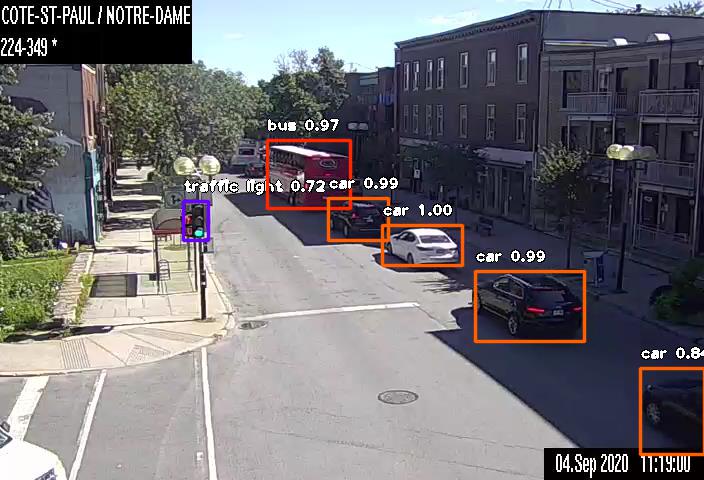 COTE-ST-PAUL / NOTRE-DAME
224-349 *
bus 0.97
traffic light 0.72
car 0.99
car 1.00
car 0.99
car 0.84
04.Sep 2020 11:19:00